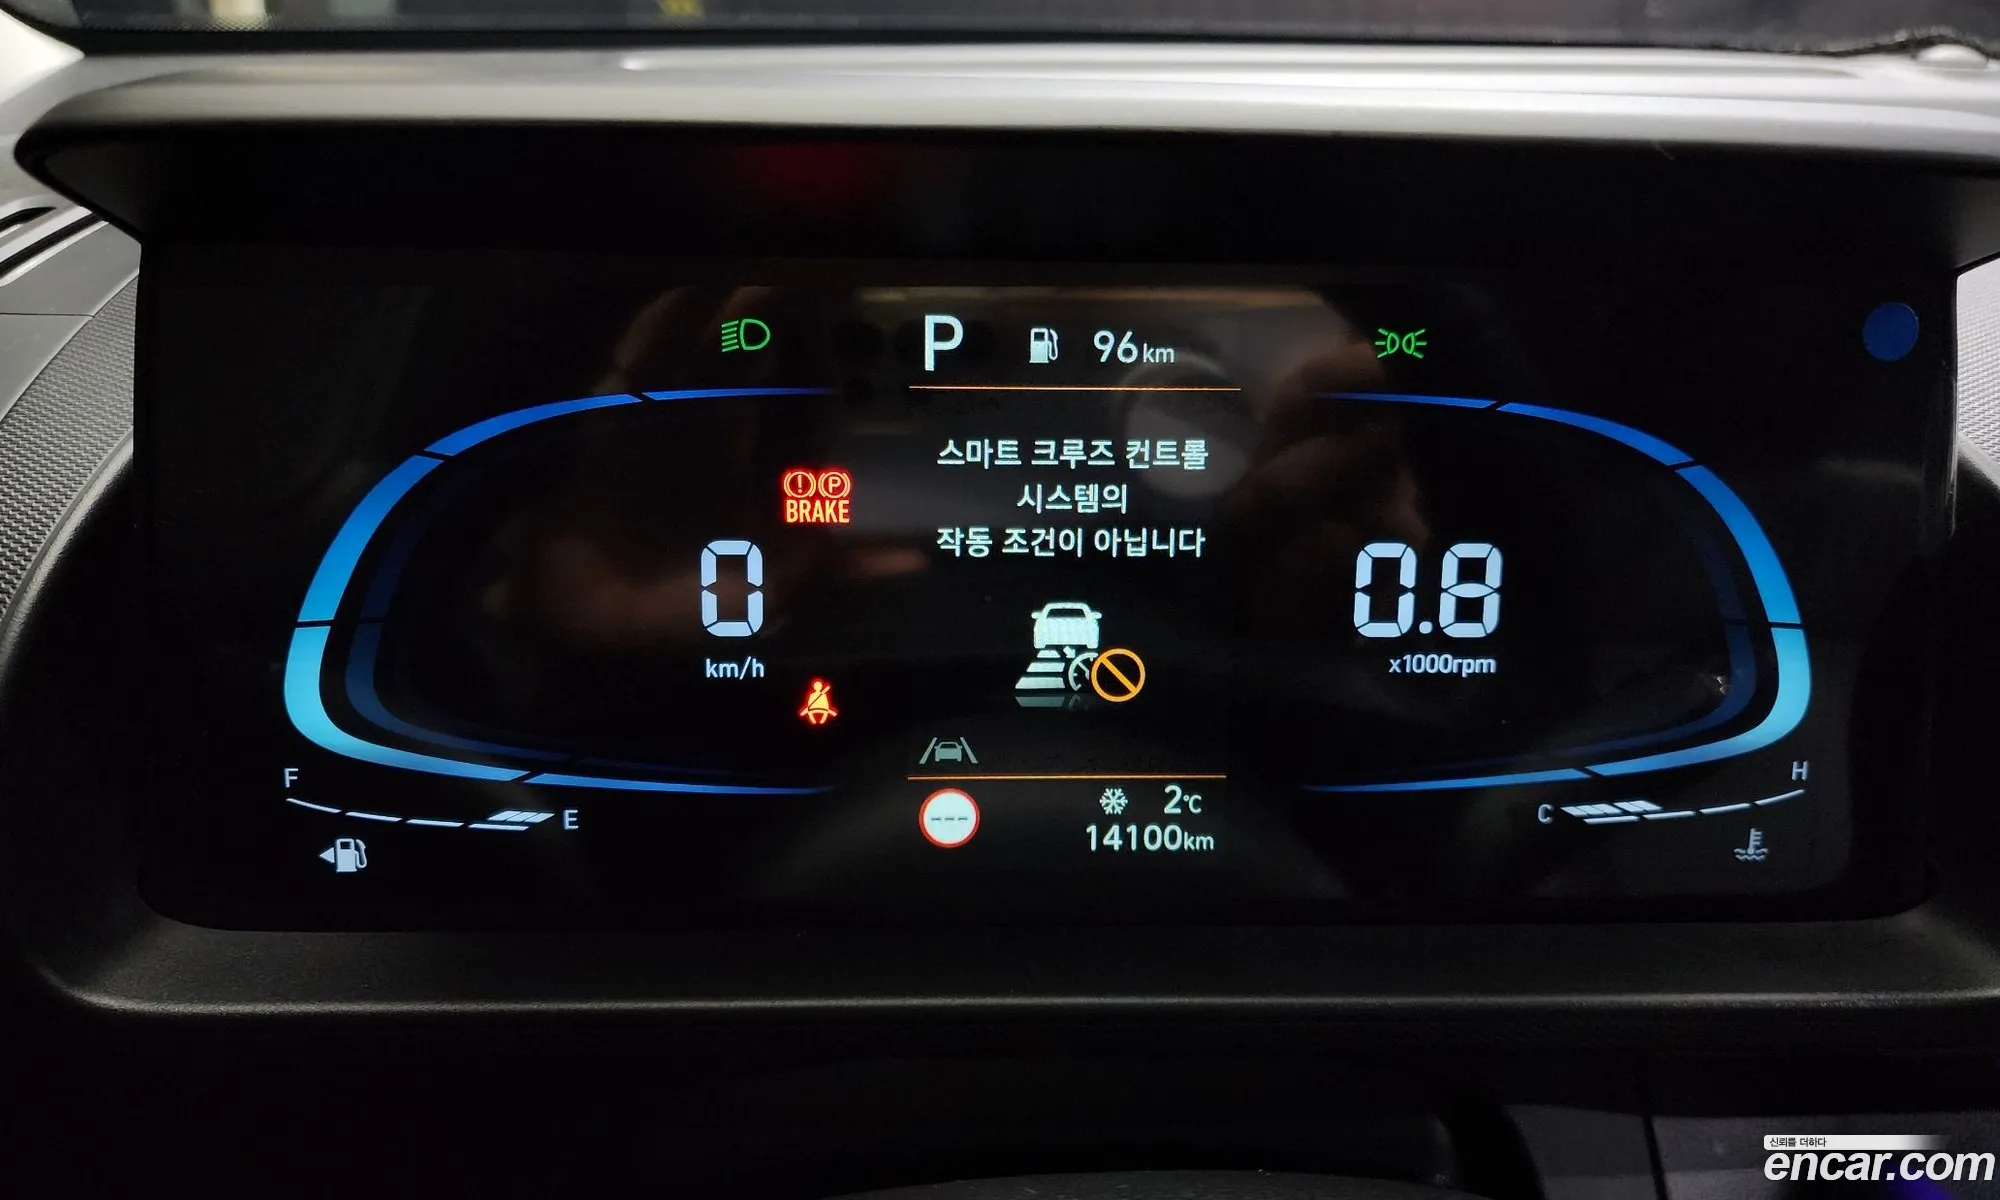 P 96km
스마트 크루즈 컨트롤
시스템의
작동 조건이 아닙니다
BRAKE
0
km/h
0.8
x1000rpm
F E
C H
---
2℃
14100km
신뢰를 더하다
encar.com